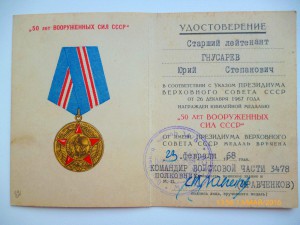 "50 ЛЕТ ВООРУЖЕННЫХ СИЛ СССР"
УДОСТОВЕРЕНИЕ
Старший лейтенант
ГНУСАРЕВ
Юрий Степанович
В СООТВЕТСТВИИ С УКАЗОМ ПРЕЗИДИУМА
ВЕРХОВНОГО СОВЕТА СССР
ОТ 26 ДЕКАБРЯ 1967 ГОДА
НАГРАЖДЕН ЮБИЛЕЙНОЙ МЕДАЛЬЮ
"50 ЛЕТ ВООРУЖЕННЫХ
СИЛ СССР"
ОТ ИМЕНИ ПРЕЗИДИУМА ВЕРХОВНОГО
СОВЕТА СССР МЕДАЛЬ ВРУЧЕНА
23 февраля 68
КОМАНДИР ВОЙСКОВОЙ ЧАСТИ 3478
ПОЛКОВНИК